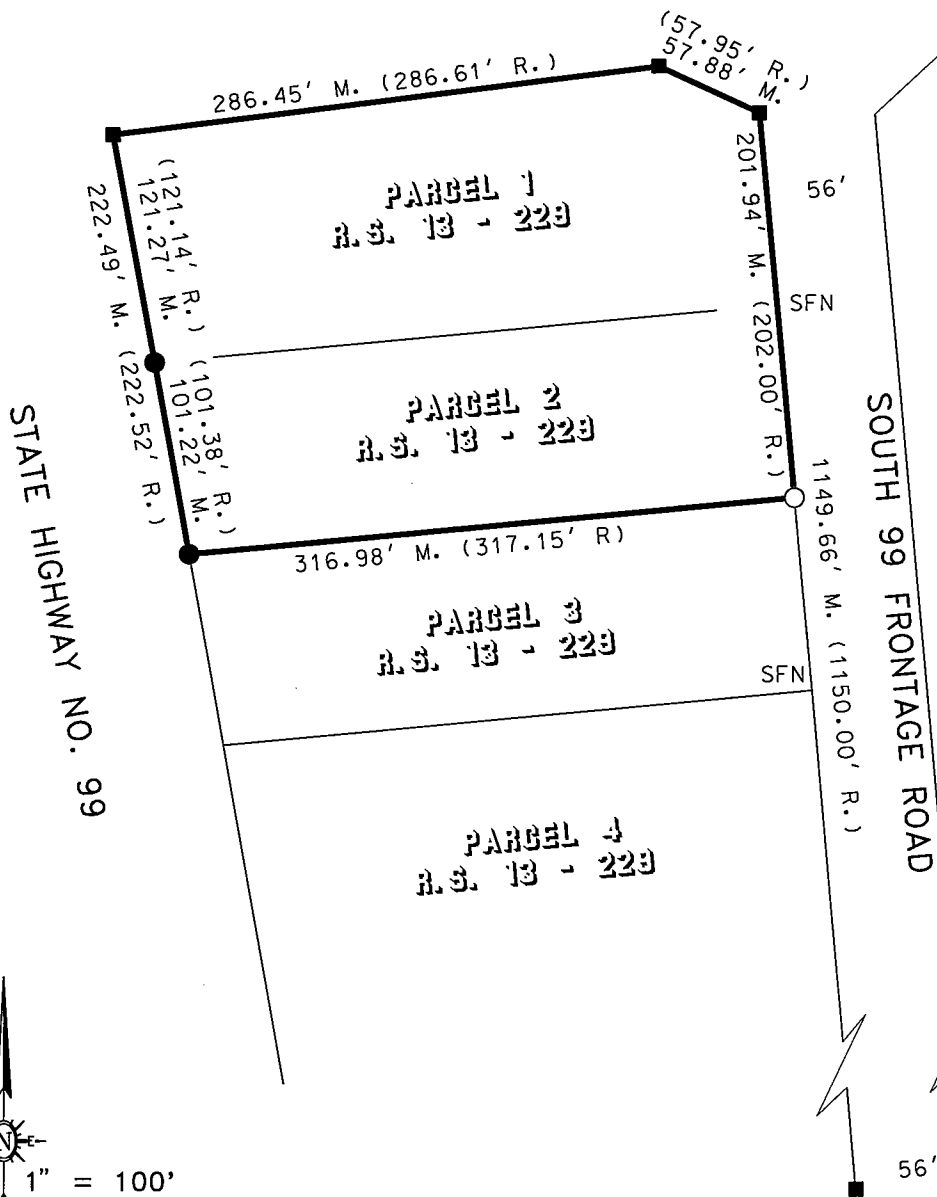 (57.95' R.)
57.88' M.
286.45' M. (286.61' R.)
(121.14' R.)
121.27' M.
222.49' M. (222.52' R.)
PARCEL 1
R.S. 13 - 229
201.94' M. (202.00' R.)
56'
SFN
(101.38' R.)
101.22' M.
PARCEL 2
R.S. 13 - 229
STATE HIGHWAY NO. 99
SOUTH 99 FRONTAGE ROAD
316.98' M. (317.15' R)
1149.66' M. (1150.00' R.)
PARCEL 3
R.S. 13 - 229
SFN
PARCEL 4
R.S. 13 - 229
N
E
1" = 100'
56'